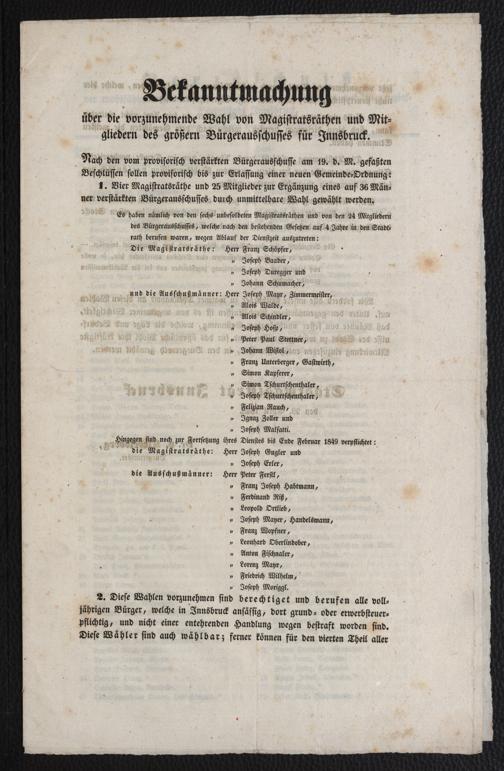 Bekanntmachung
über die vorzunehmende Wahl von Magistratsräthen und Mit-
gliedern des größern Bürgerausschusses für Innsbruck.
Nach den vom provisorisch verstärkten Bürgerausschusse am 19. d. M. gefaßten
Beschlüssen sollen provisorisch bis zur Erlassung einer neuen Gemeinde-Ordnung:
1. Vier Magistratsräthe und 25 Mitglieder zur Ergänzung eines auf 36 Män-
ner verstärkten Bürgerausschusses durch unmittelbare Wahl gewählt werden.
Es haben nämlich von den sechs unbesoldeten Magistratsräthen und von den 24 Mitgliedern
des Bürgerausschusses, welche nach den bestehenden Gesetzen auf 4 Jahre in den Stadt-
rath berufen waren, wegen Ablauf der Dienstzeit auszutreten:
Die Magistratsräthe: Herr Franz Schöpfer,
„ Joseph Baader,
„ Joseph Duregger und
„ Johann Schumacher,
und die Ausschußmänner: Herr Joseph Mayr, Zimmermeister,
„ Alois Walde,
„ Alois Schindler,
„ Joseph Hose,
„ Peter Paul Stettner,
„ Johann
„ Franz Unterberger, Gastwirth,
„ Simon Kapferer,
„ Simon Tschurtschenthaler,
„ Joseph Tschurtschenthaler,
„ Felizian Rauch,
„ Ignaz Zoller und
„ Joseph Malfatti.
Hingegen sind noch zur Fortsetzung ihres Dienstes bis Ende Februar 1849 verpflichtet:
die Magistratsräthe: Herr Joseph Gugler und
„ Joseph Erler,
die Ausschußmänner: Herr Peter Ferstl,
„ Franz Joseph Habtmann,
„ Ferdinand Riß,
„ Leopold Ortlieb,
„ Joseph Mayer, Handelsmann,
„ Franz Wopfner,
„ Leonhard Oberlindober,
„ Anton Fischnaler,
„ Lorenz Mayr,
„ Friedrich Wilhelm,
„ Joseph Moriggl.
2. Diese Wahlen vorzunehmen sind berechtiget und berufen alle voll-
jährigen Bürger, welche in Innsbruck ansässig, dort grund- oder erwerbsteuer-
pflichtig, und nicht einer entehrenden Handlung wegen bestraft worden sind.
Diese Wähler sind auch wählbar; ferner können für den vierten Theil aller